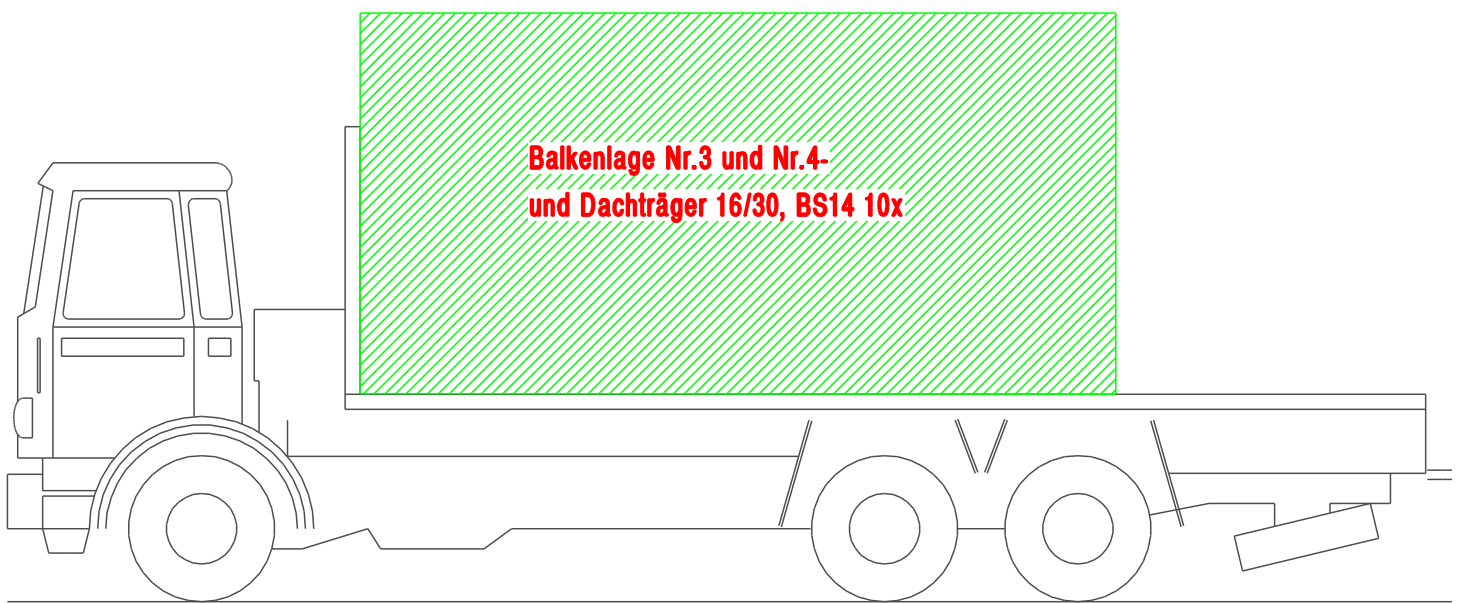 Balkenlage Nr.3 und Nr.4-
und Dachträger 16/30, BS14 10x